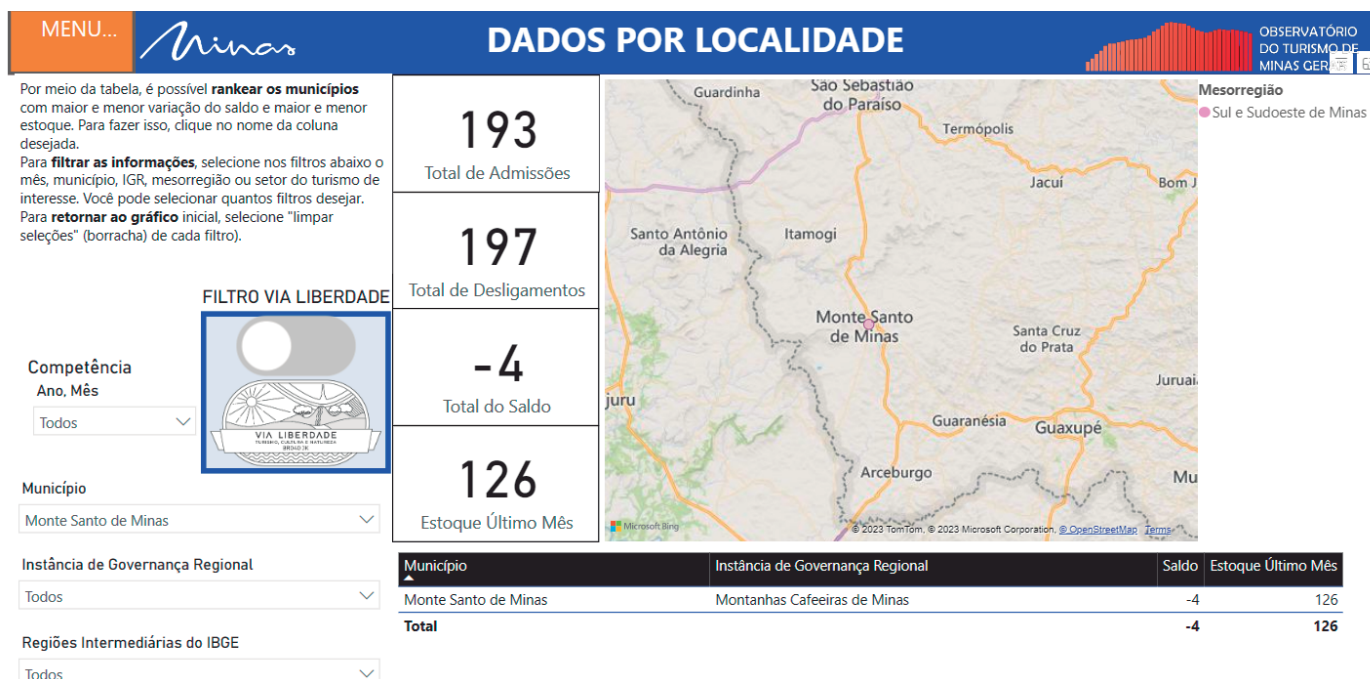 MENU...
Minas
DADOS POR LOCALIDADE
OBSERVATÓRIO
DO TURISMO DE
MINAS GER
Por meio da tabela, é possível rankear os municípios
com maior e menor variação do saldo e maior e menor
estoque. Para fazer isso, clique no nome da coluna
desejada.
Para filtrar as informações, selecione nos filtros abaixo o
mês, município, IGR, mesorregião ou setor do turismo de
interesse. Você pode selecionar quantos filtros desejar.
Para retornar ao gráfico inicial, selecione "limpar
seleções" (borracha) de cada filtro).
FILTRO VIA LIBERDADE
VIA LIBERDADE
TURISMO, CULTURA E NATUREZA
Competência
Ano, Mês
Todos
Município
Monte Santo de Minas
Instância de Governança Regional
Todos
Regiões Intermediárias do IBGE
Todos
193
Total de Admissões
197
Total de Desligamentos
-4
Total do Saldo
126
Estoque Último Mês
Guardinha
São Sebastião
do Paraíso
Termópolis
Jacuí
Bom J
Santo Antônio
da Alegria
Itamogi
Monte Santo
de Minas
Santa Cruz
do Prata
Juruai
juru
Guaranésia
Guaxupé
Arceburgo
Mu
Microsoft Bing
© 2023 TomTom, © 2023 Microsoft Corporation, © OpenStreetMap Terms
Mesorregião
Sul e Sudoeste de Minas
Município Instância de Governança Regional Saldo Estoque Último Mês
Monte Santo de Minas Montanhas Cafeeiras de Minas -4 126
Total -4 126